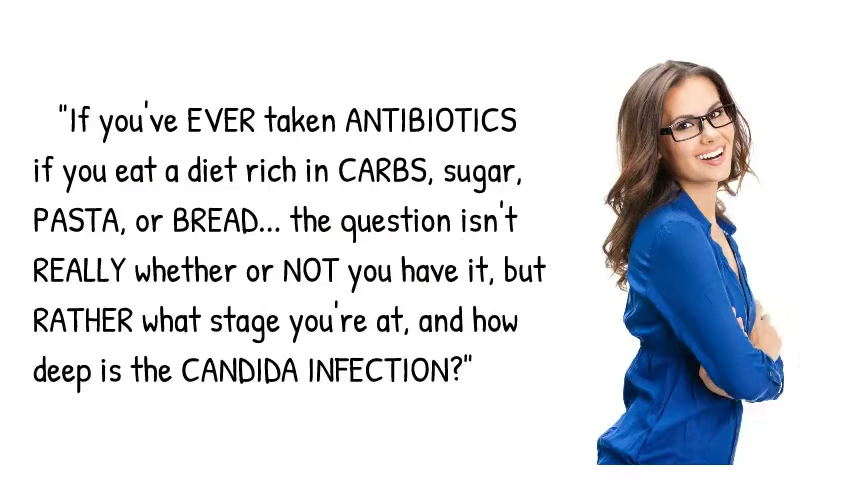 "If you've EVER taken ANTIBIOTICS
if you eat a diet rich in CARBS, sugar,
PASTA, or BREAD... the question isn't
REALLY whether or NOT you have it, but
RATHER what stage you're at, and how
deep is the CANDIDA INFECTION?"